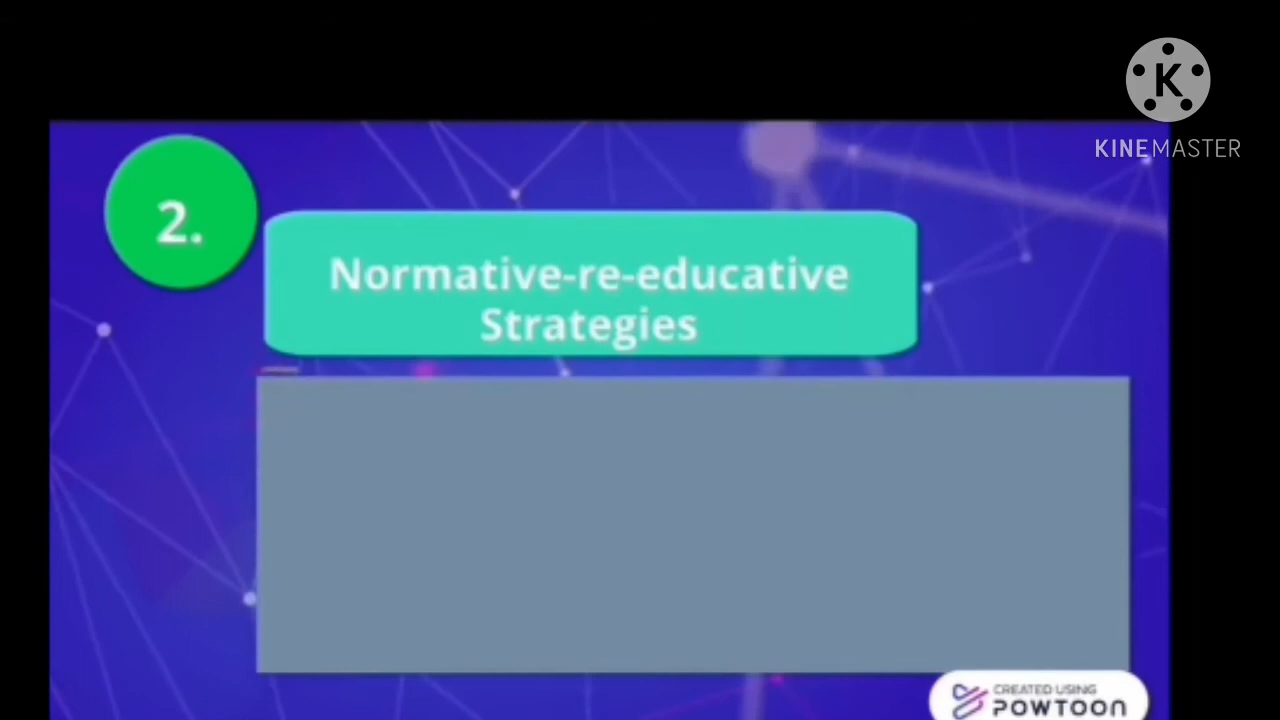 K
KINEMASTER
2.
Normative-re-educative
Strategies
CREATED USING
POWTOON